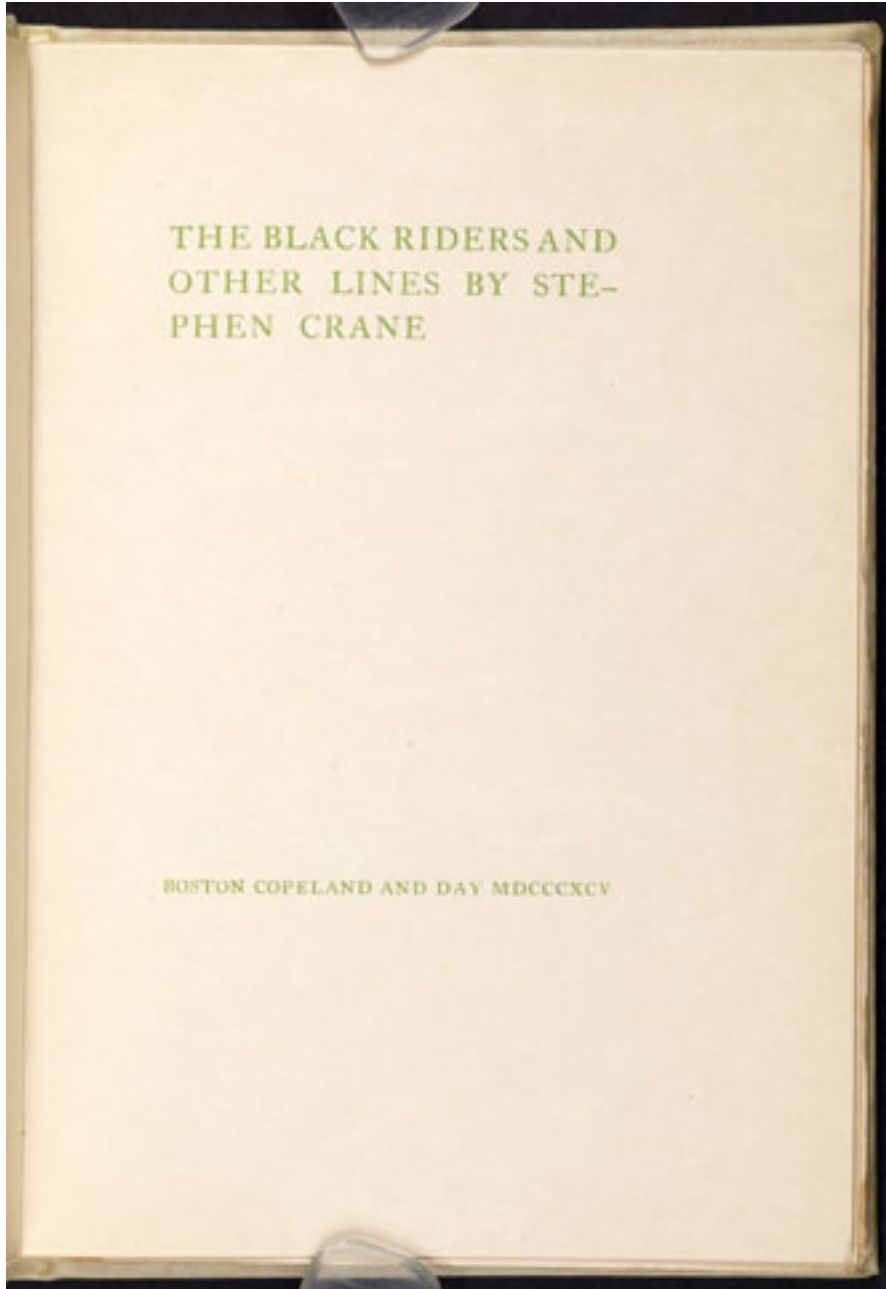 THE BLACK RIDERS AND
OTHER LINES BY STE-
PHEN CRANE
BOSTON COPELAND AND DAY MDCCCXCV